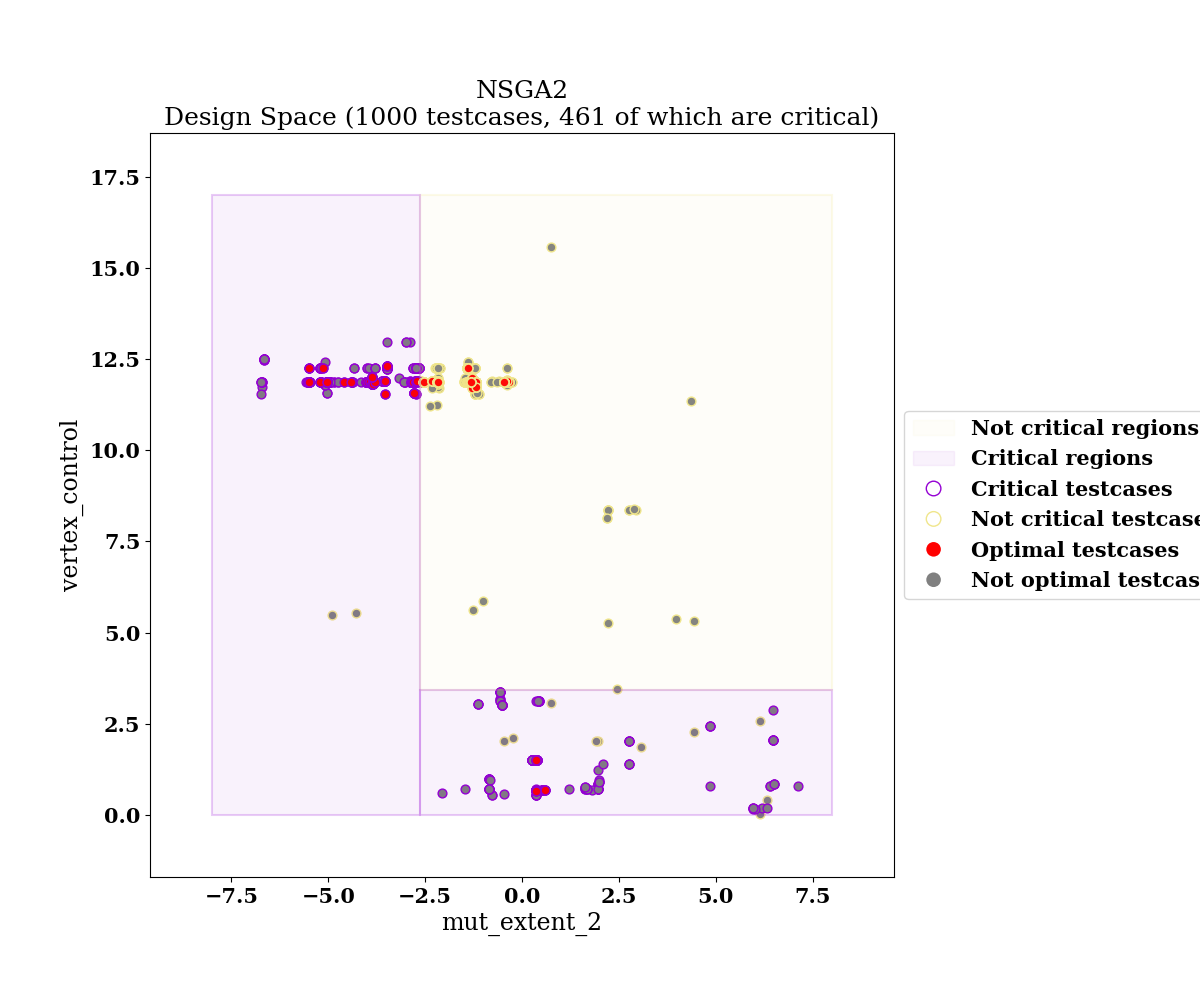 NSGA2
Design Space (1000 testcases, 461 of which are critical)
17.5
15.0
12.5
10.0
7.5
5.0
2.5
0.0
vertex_control
−7.5
−5.0
−2.5
0.0
2.5
5.0
7.5
mut_extent_2
Not critical regions
Critical regions
Critical testcases
Not critical testcase
Optimal testcases
Not optimal testcas